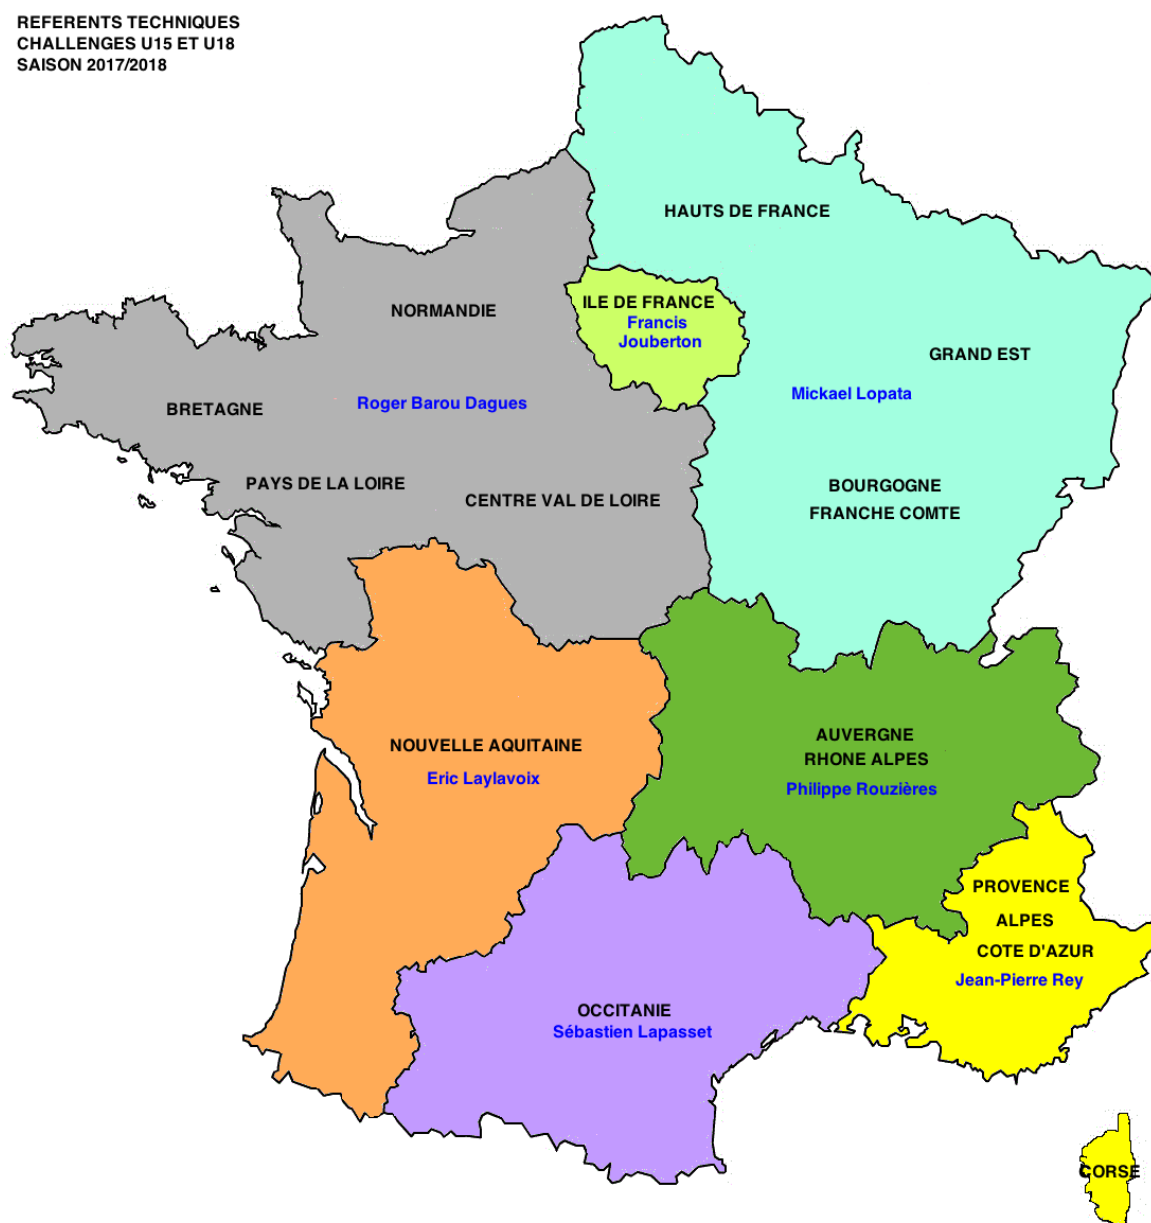 REFERENTS TECHNIQUES
CHALLENGES U15 ET U18
SAISON 2017/2018
HAUTS DE FRANCE
ILE DE FRANCE
Francis
Jouberton
NORMANDIE
GRAND EST
Mickael Lopata
Roger Barou Dagues
BRETAGNE
PAYS DE LA LOIRE
CENTRE VAL DE LOIRE
BOURGOGNE
FRANCHE COMTE
NOUVELLE AQUITAINE
Eric Laylavoix
AUVERGNE
RHONE ALPES
Philippe Rouzières
PROVENCE
ALPES
COTE D'AZUR
Jean-Pierre Rey
OCCITANIE
Sébastien Lapasset
CORSE